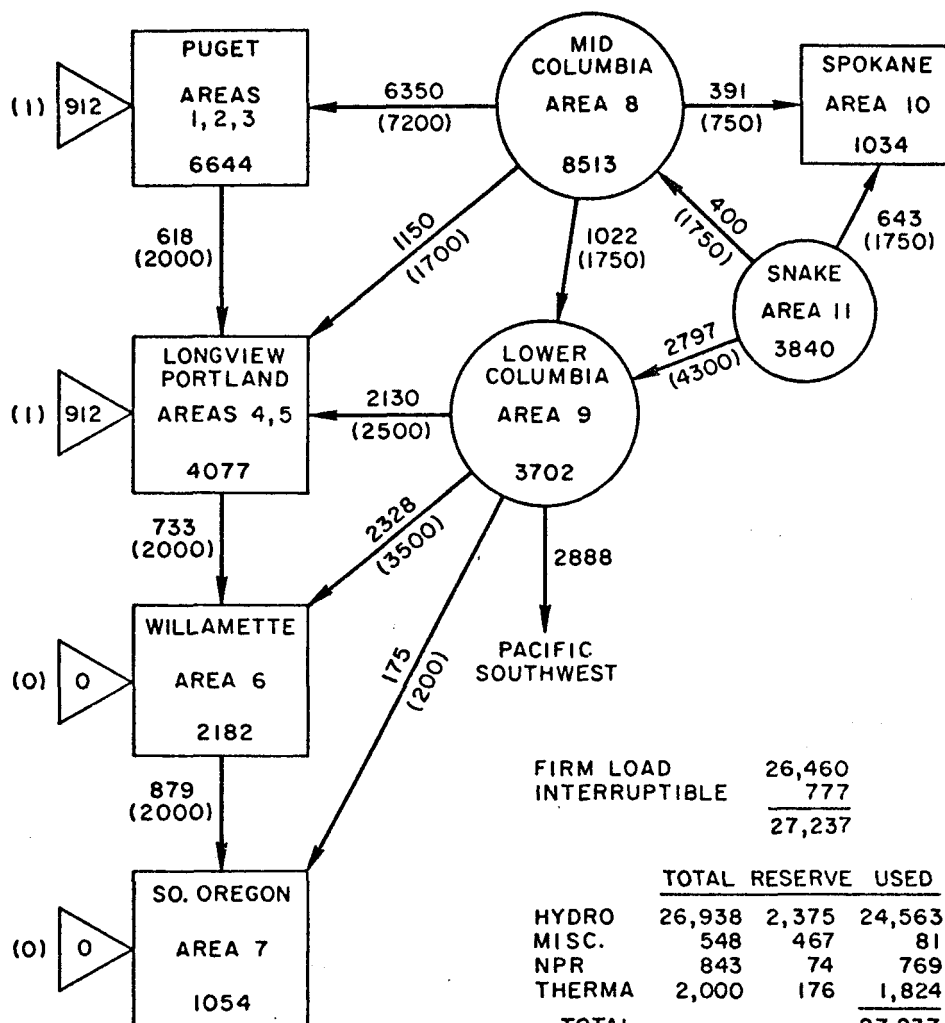 PUGET
AREAS
1, 2, 3
6644
(1)
912
6350
(7200)
MID
COLUMBIA
AREA 8
8513
391
(750)
SPOKANE
AREA 10
1034
618
(2000)
1150
(1700)
1022
(1750)
400
(1750)
643
(1750)
SNAKE
AREA 11
3840
2797
(4300)
LONGVIEW
PORTLAND
AREAS 4,5
4077
(1)
912
2130
(2500)
LOWER
COLUMBIA
AREA 9
3702
733
(2000)
2328
(3500)
2888
PACIFIC
SOUTHWEST
175
(200)
WILLAMETTE
AREA 6
2182
(0)
0
879
(2000)
SO. OREGON
AREA 7
1054
(0)
0
FIRM LOAD 26,460
INTERRUPTIBLE 777
27,237
TOTAL RESERVE USED
HYDRO 26,938 2,375 24,563
MISC. 548 467 81
NPR 843 74 769
THERMA 2,000 176 1,824
TOTAL 27,237